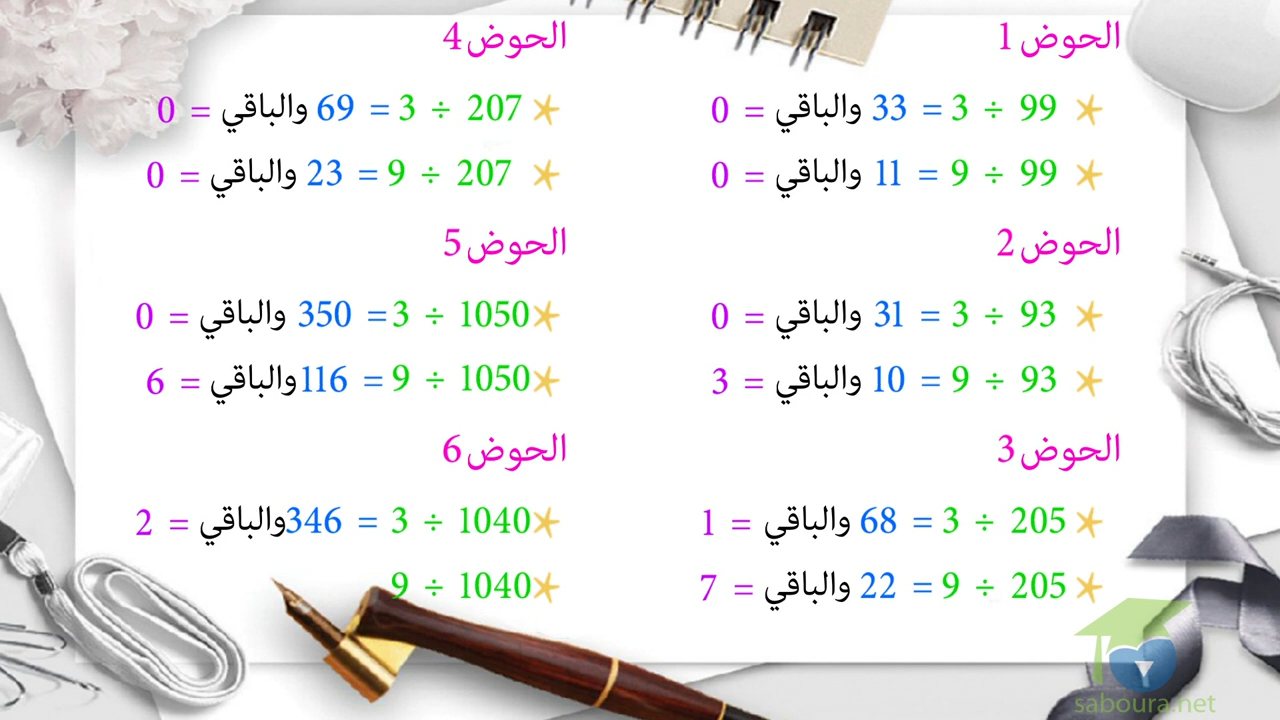 الحوض 1
99 ÷ 3 = 33 والباقي = 0
99 ÷ 9 = 11 والباقي = 0
الحوض 2
93 ÷ 3 = 31 والباقي = 0
93 ÷ 9 = 10 والباقي = 3
الحوض 3
205 ÷ 3 = 68 والباقي = 1
205 ÷ 9 = 22 والباقي = 7
الحوض 4
207 ÷ 3 = 69 والباقي = 0
207 ÷ 9 = 23 والباقي = 0
الحوض 5
1050 ÷ 3 = 350 والباقي = 0
1050 ÷ 9 = 116 والباقي = 6
الحوض 6
1040 ÷ 3 = 346 والباقي = 2
1040 ÷ 9
saboura.net